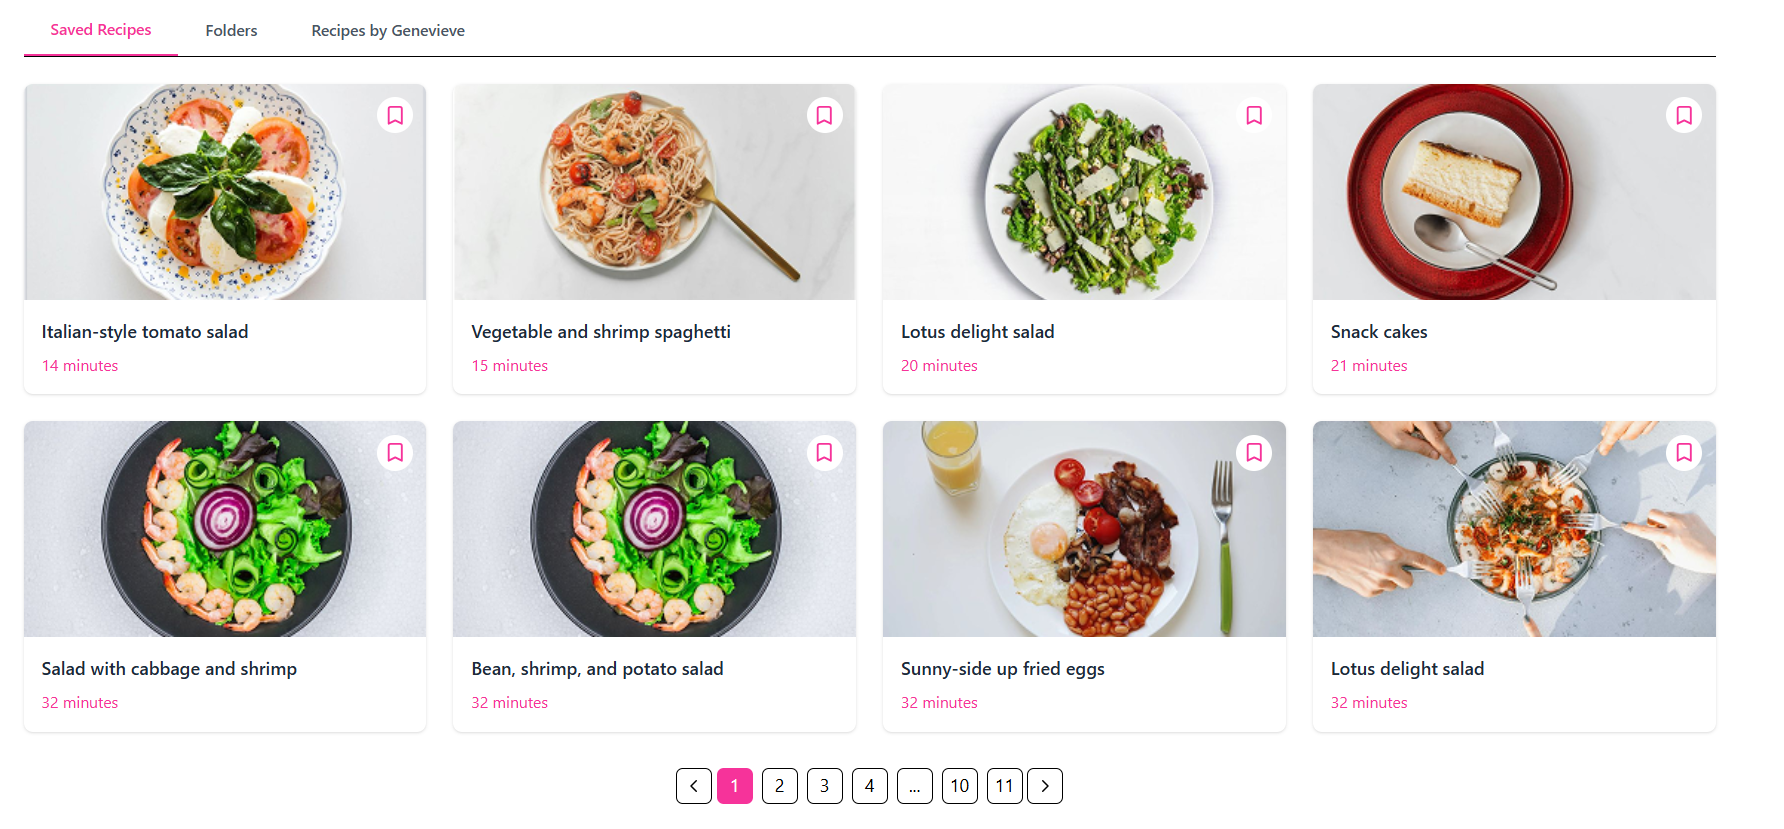 Saved Recipes
Folders
Recipes by Genevieve
Italian-style tomato salad
14 minutes
Vegetable and shrimp spaghetti
15 minutes
Lotus delight salad
20 minutes
Snack cakes
21 minutes
Salad with cabbage and shrimp
32 minutes
Bean, shrimp, and potato salad
32 minutes
Sunny-side up fried eggs
32 minutes
Lotus delight salad
32 minutes
1 2 3 4 ... 10 11